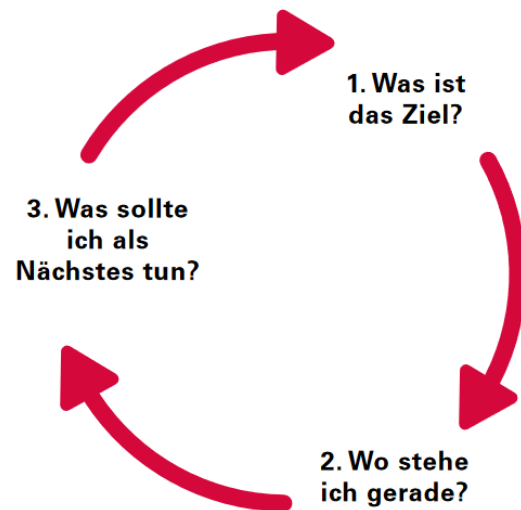 1. Was ist
das Ziel?
2. Wo stehe
ich gerade?
3. Was sollte
ich als
Nächstes tun?